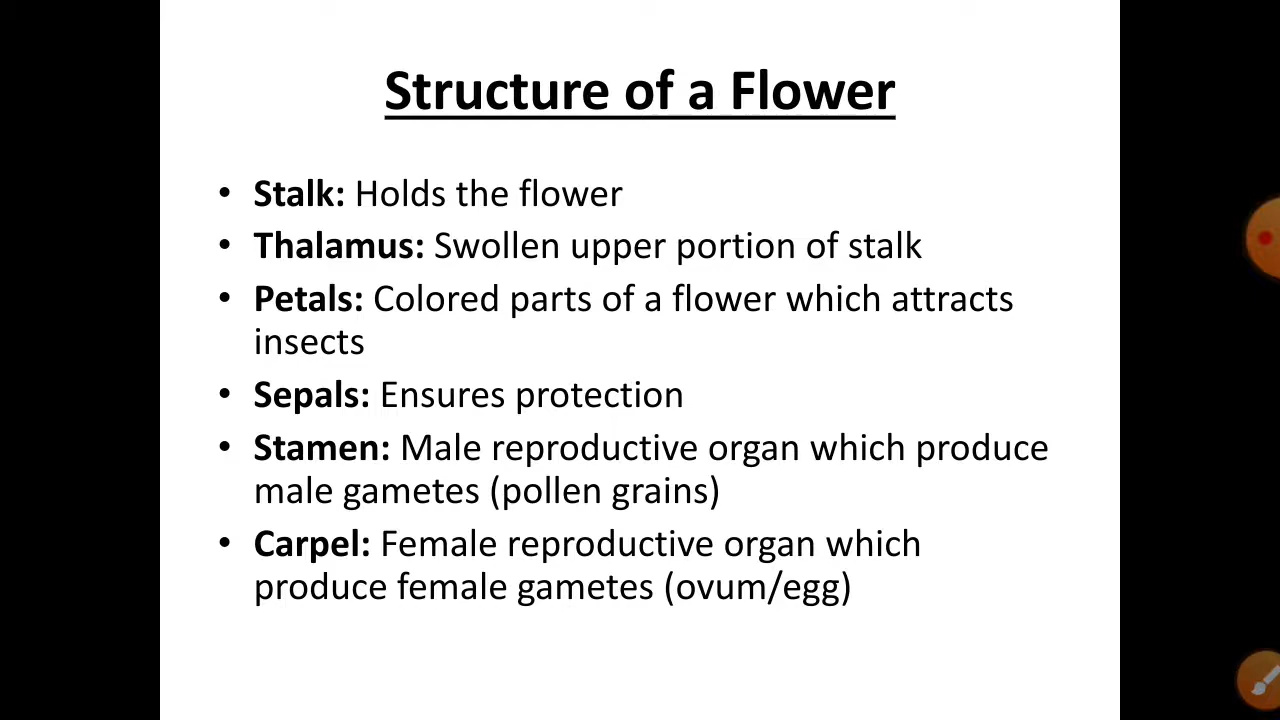 Structure of a Flower
• Stalk: Holds the flower
• Thalamus: Swollen upper portion of stalk
• Petals: Colored parts of a flower which attracts
insects
• Sepals: Ensures protection
• Stamen: Male reproductive organ which produce
male gametes (pollen grains)
• Carpel: Female reproductive organ which
produce female gametes (ovum/egg)